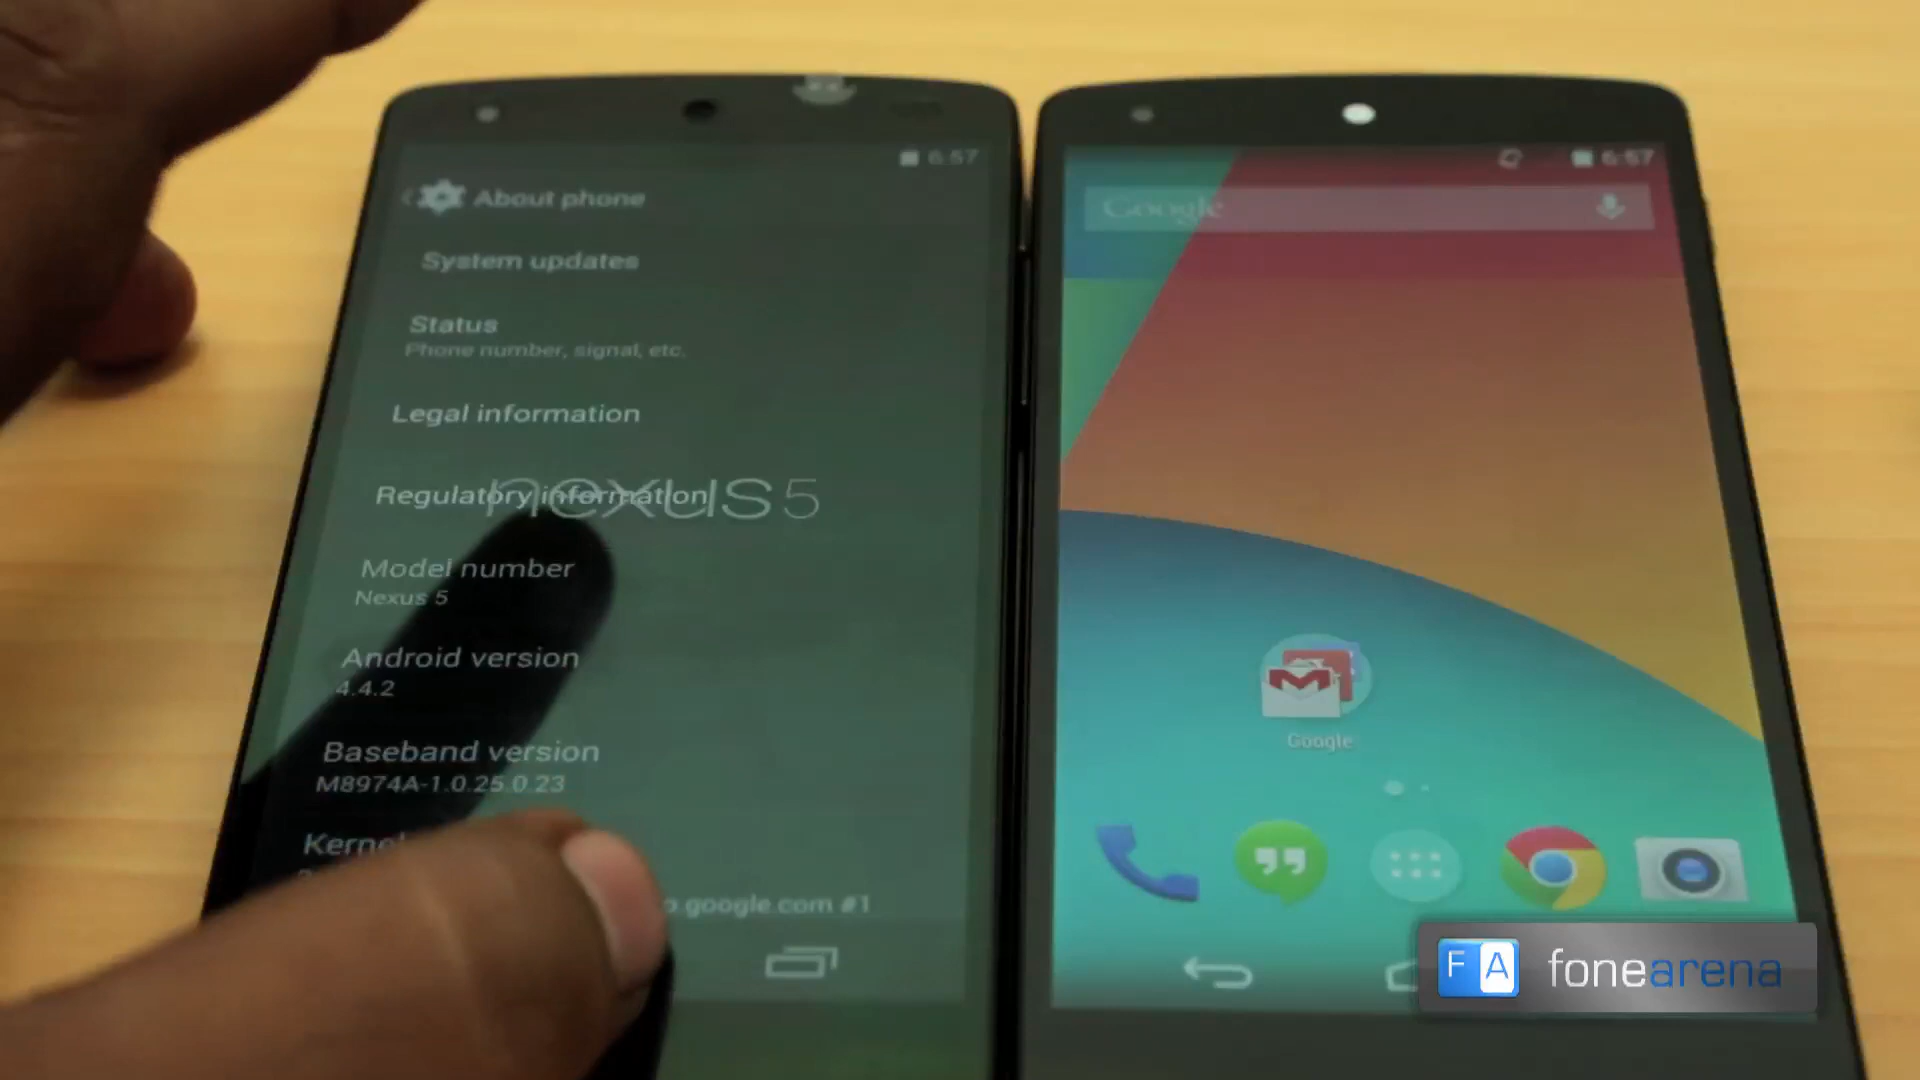 6:57
About phone
System updates
Status
Phone number, signal, etc.
Legal information
Regulatory information
nexus 5
Model number
Nexus 5
Android version
4.4.2
Baseband version
M8974A-1.0.25.0.23
Kernel
.google.com #1
6:57
Google
Google
FA fonearena